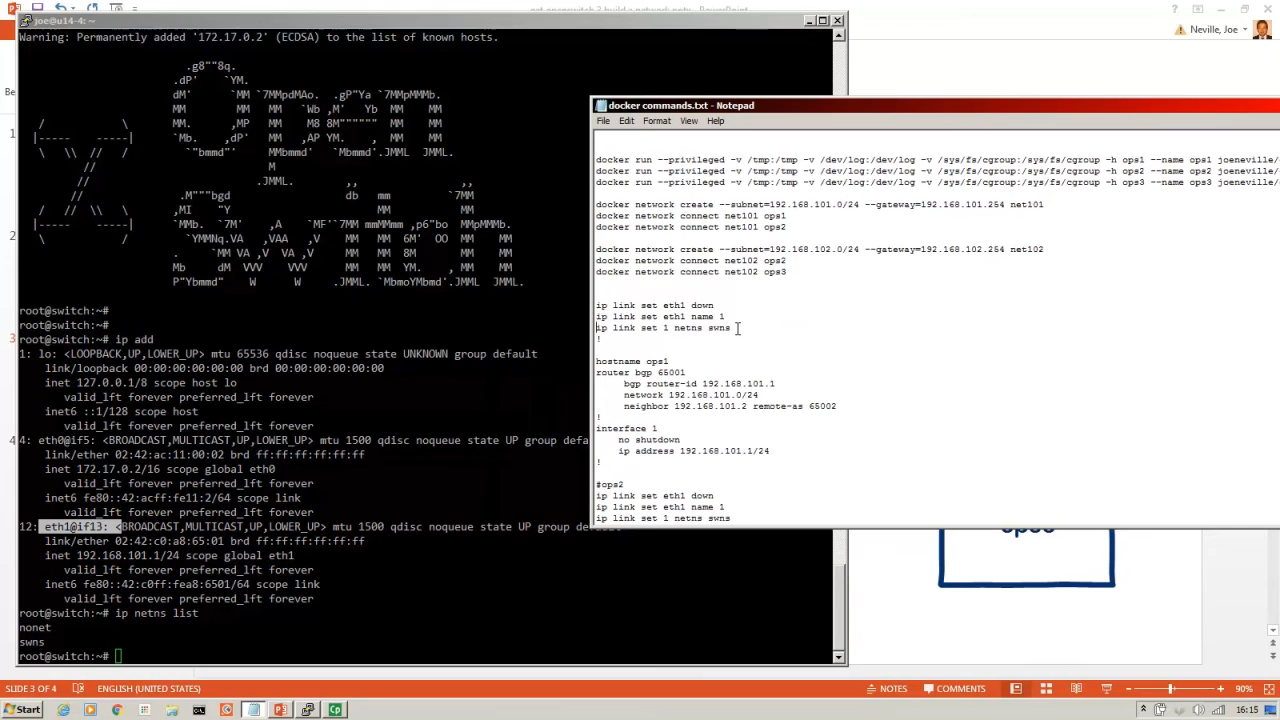 net openswitch 3 build a network.pptx - PowerPoint
Neville, Joe
joe@u14-4: ~
Warning: Permanently added '172.17.0.2' (ECDSA) to the list of known hosts.
root@switch:~#
root@switch:~#
root@switch:~# ip add
1: lo: <LOOPBACK,UP,LOWER_UP> mtu 65536 qdisc noqueue state UNKNOWN group default
link/loopback 00:00:00:00:00:00 brd 00:00:00:00:00:00
inet 127.0.0.1/8 scope host lo
valid_lft forever preferred_lft forever
inet6 ::1/128 scope host
valid_lft forever preferred_lft forever
4: eth0@if5: <BROADCAST,MULTICAST,UP,LOWER_UP> mtu 1500 qdisc noqueue state UP group defa
link/ether 02:42:ac:11:00:02 brd ff:ff:ff:ff:ff:ff
inet 172.17.0.2/16 scope global eth0
valid_lft forever preferred_lft forever
inet6 fe80::42:acff:fe11:2/64 scope link
valid_lft forever preferred_lft forever
12: eth1@if13: <BROADCAST,MULTICAST,UP,LOWER_UP> mtu 1500 qdisc noqueue state UP group default
link/ether 02:42:c0:a8:65:01 brd ff:ff:ff:ff:ff:ff
inet 192.168.101.1/24 scope global eth1
valid_lft forever preferred_lft forever
inet6 fe80::42:c0ff:fea8:6501/64 scope link
valid_lft forever preferred_lft forever
root@switch:~# ip netns list
nonet
swns
root@switch:~#
docker commands.txt - Notepad
File Edit Format View Help
docker run --privileged -v /tmp:/tmp -v /dev/log:/dev/log -v /sys/fs/cgroup:/sys/fs/cgroup -h ops1 --name ops1 joeneville/
docker run --privileged -v /tmp:/tmp -v /dev/log:/dev/log -v /sys/fs/cgroup:/sys/fs/cgroup -h ops2 --name ops2 joeneville/
docker run --privileged -v /tmp:/tmp -v /dev/log:/dev/log -v /sys/fs/cgroup:/sys/fs/cgroup -h ops3 --name ops3 joeneville/
docker network create --subnet=192.168.101.0/24 --gateway=192.168.101.254 net101
docker network connect net101 ops1
docker network connect net101 ops2
docker network create --subnet=192.168.102.0/24 --gateway=192.168.102.254 net102
docker network connect net102 ops2
docker network connect net102 ops3
ip link set eth1 down
ip link set eth1 name 1
ip link set 1 netns swns
!
hostname ops1
router bgp 65001
bgp router-id 192.168.101.1
network 192.168.101.0/24
neighbor 192.168.101.2 remote-as 65002
!
interface 1
no shutdown
ip address 192.168.101.1/24
!
#ops2
ip link set eth1 down
ip link set eth1 name 1
ip link set 1 netns swns
1
2
3
4
SLIDE 3 OF 4 ENGLISH (UNITED STATES) NOTES COMMENTS 90%
Start 16:15